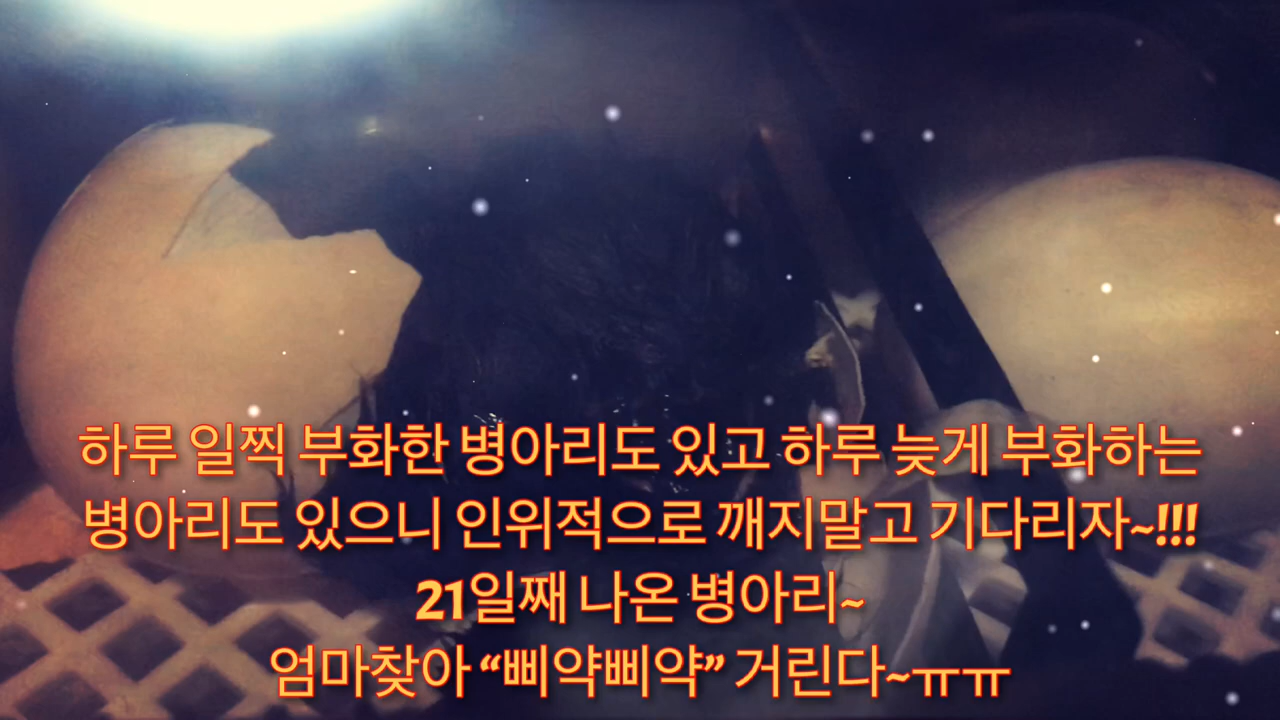 하루 일찍 부화한 병아리도 있고 하루 늦게 부화하는
병아리도 있으니 인위적으로 깨지말고 기다리자~!!!
21일째 나온 병아리~
엄마찾아 “삐약삐약” 거린다~ㅠㅠ